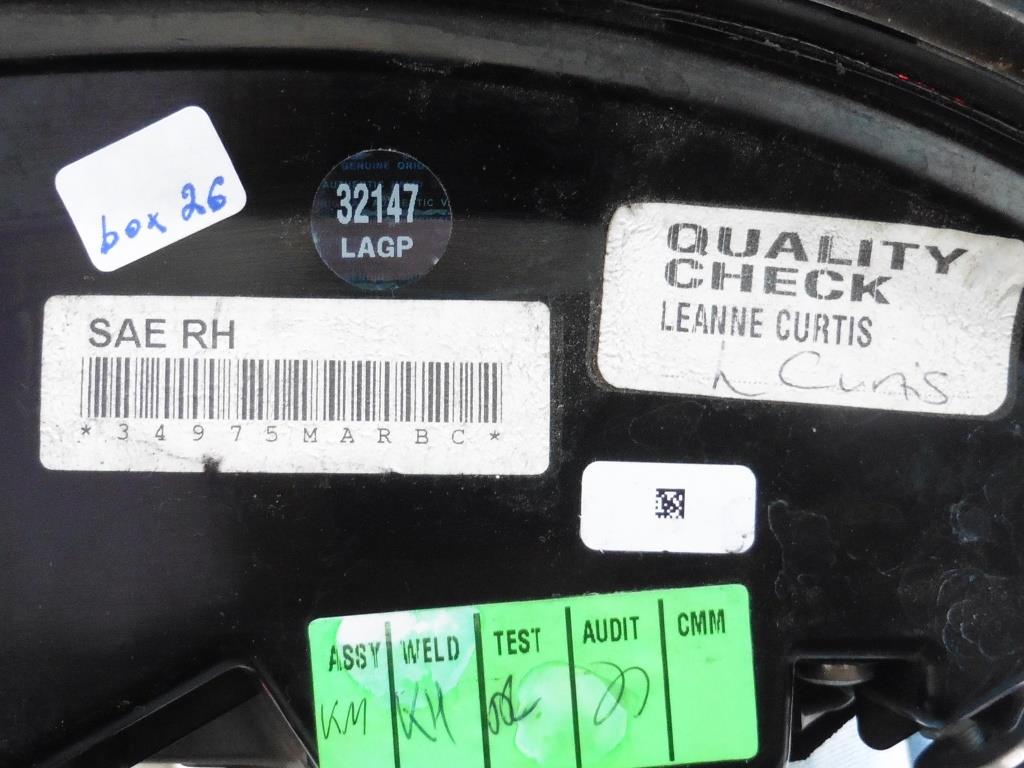 box 26
32147
LAGP
QUALITY
CHECK
LEANNE CURTIS
L Curtis
SAE RH
*34975MARBC*
ASSY WELD TEST AUDIT CMM
KM KH